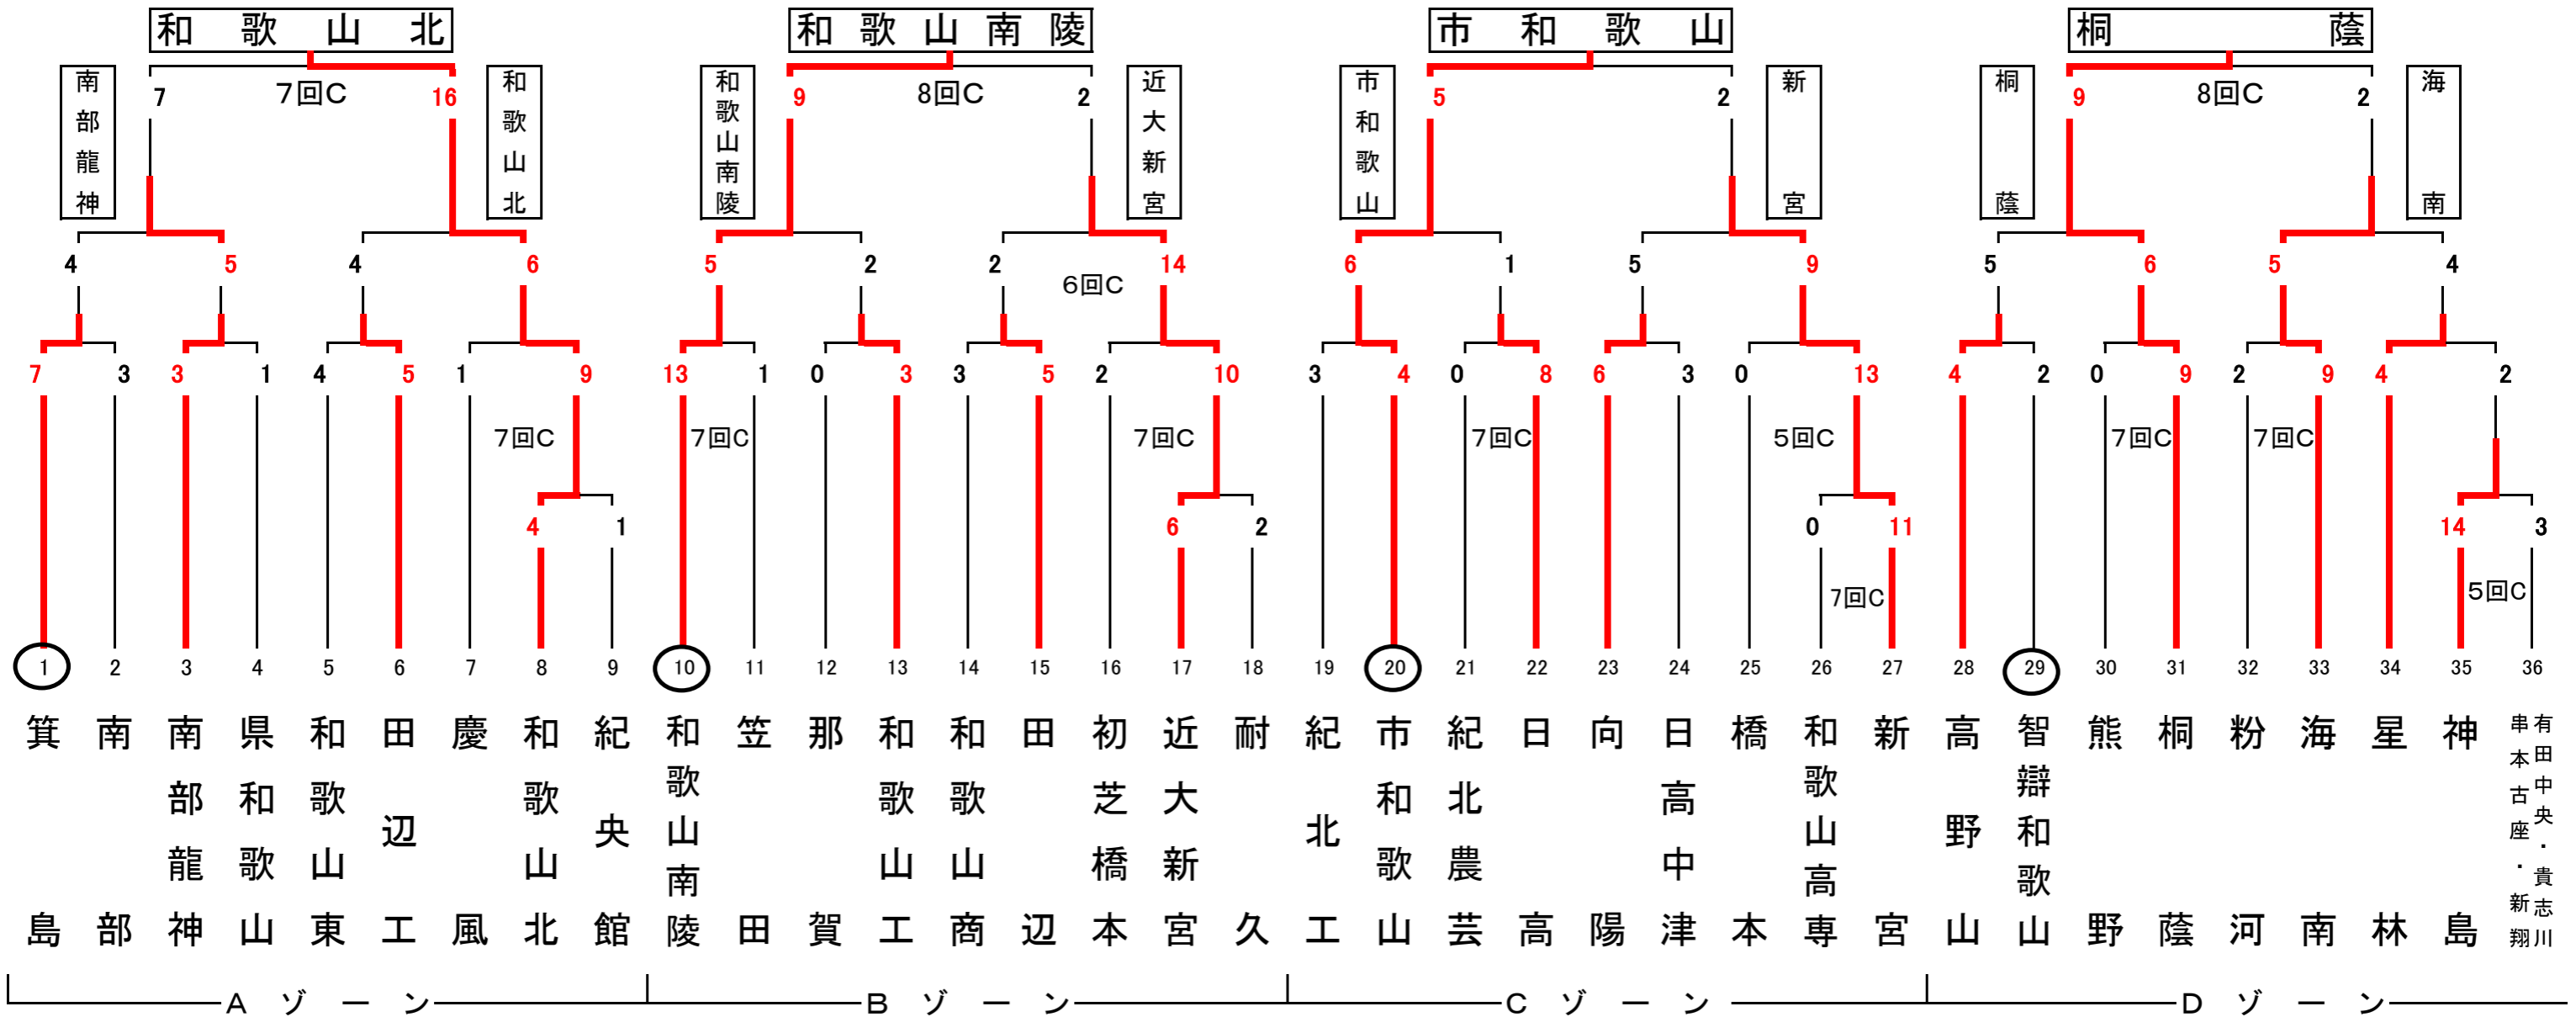 和歌山北 和歌山南陵 市和歌山 桐蔭
南部龍神 7 7回C 16 和歌山北 和歌山南陵 9 8回C 2 近大新宮 市和歌山 5 2 新宮 桐蔭 9 8回C 2 海南
4 5 4 6 5 2 2 14 6 1 5 9 5 6 5 4
6回C
7 3 3 1 4 5 1 9 13 1 0 3 3 5 2 10 3 4 0 8 6 3 0 13 4 2 0 9 2 9 4 2
7回C 7回C 7回C 7回C 5回C 7回C 7回C
4 1 6 2 0 11 14 3
7回C 5回C
1 2 3 4 5 6 7 8 9 10 11 12 13 14 15 16 17 18 19 20 21 22 23 24 25 26 27 28 29 30 31 32 33 34 35 36
箕島
南部
南部龍神
県和歌山
和歌山東
田辺工
慶風
和歌山北
紀央館
和歌山南陵
笠田
那賀
和歌山工
和歌山商
田辺
初芝橋本
近大新宮
耐久
紀北工
市和歌山
紀北農芸
日高
向陽
日高中津
橋本
和歌山高専
新宮
高野山
智辯和歌山
熊野
桐蔭
粉河
海南
星林
神島
有田中央・貴志川
串本古座・新翔
Aゾーン Bゾーン Cゾーン Dゾーン